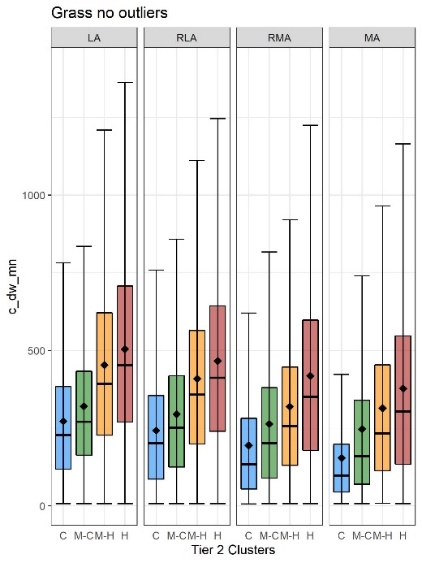 Grass no outliers
LA RLA RMA MA
1000
500
0
c_dw_mn
C M-C M-H H C M-C M-H H C M-C M-H H C M-C M-H H
Tier 2 Clusters